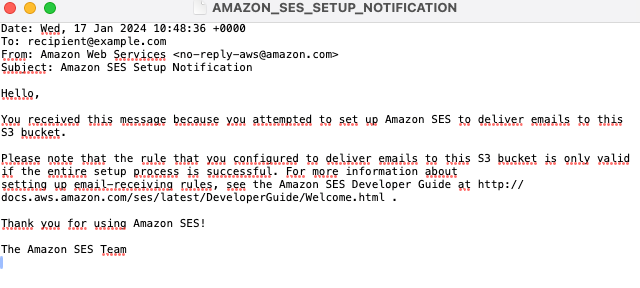 AMAZON_SES_SETUP_NOTIFICATION
Date: Wed, 17 Jan 2024 10:48:36 +0000
To: recipient@example.com
From: Amazon Web Services <no-reply-aws@amazon.com>
Subject: Amazon SES Setup Notification
Hello,
You received this message because you attempted to set up Amazon SES to deliver emails to this
S3 bucket.
Please note that the rule that you configured to deliver emails to this S3 bucket is only valid
if the entire setup process is successful. For more information about
setting up email-receiving rules, see the Amazon SES Developer Guide at http://
docs.aws.amazon.com/ses/latest/DeveloperGuide/Welcome.html .
Thank you for using Amazon SES!
The Amazon SES Team